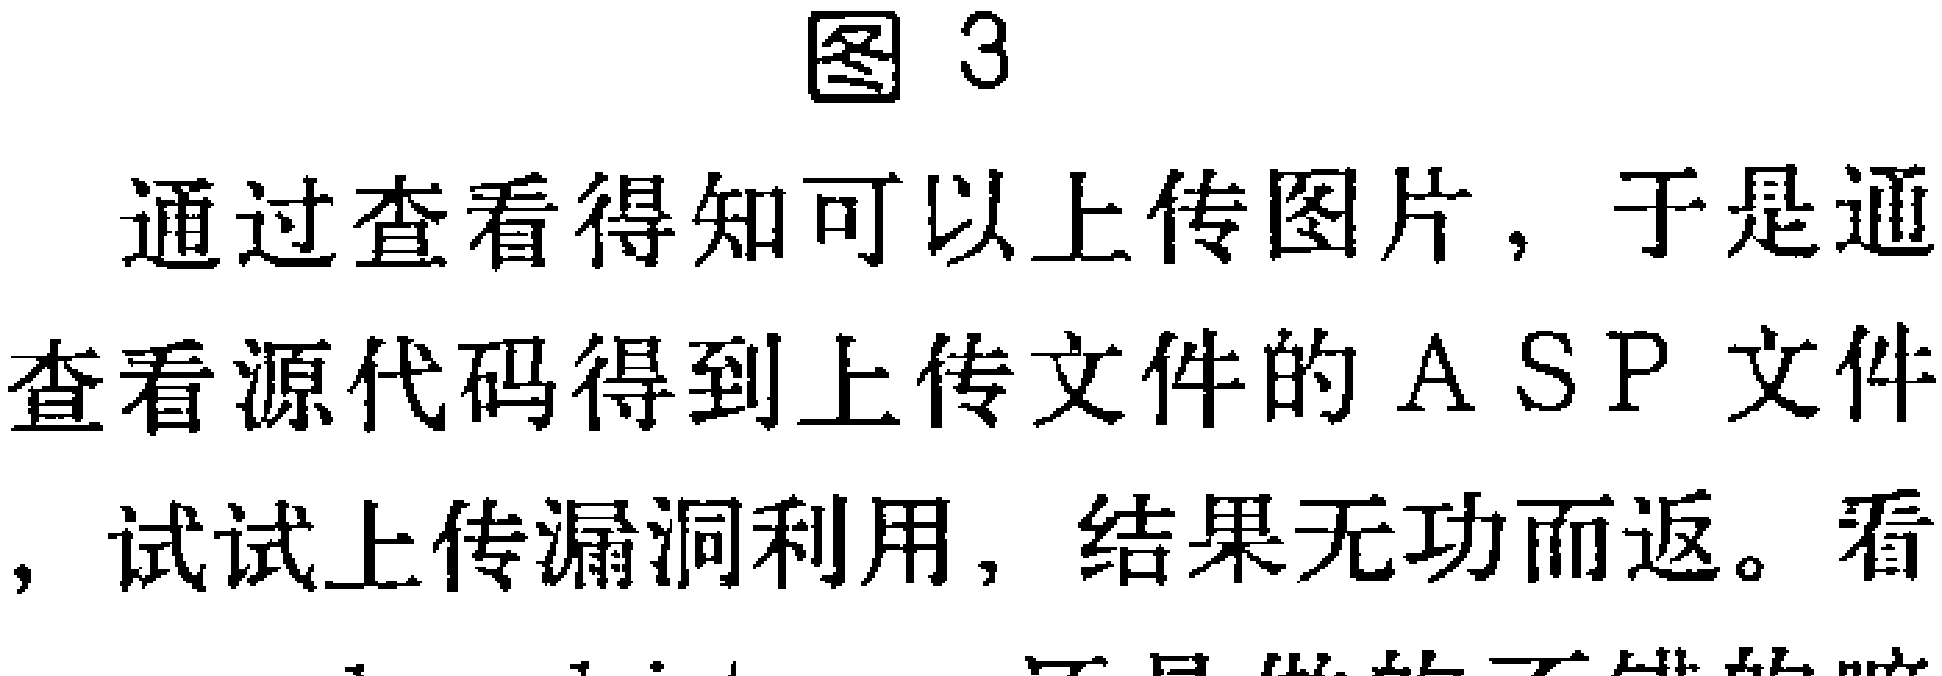 图 3
通过查看得知可以上传图片，于是通
查看源代码得到上传文件的 ASP 文件
，试试上传漏洞利用，结果无功而返。看